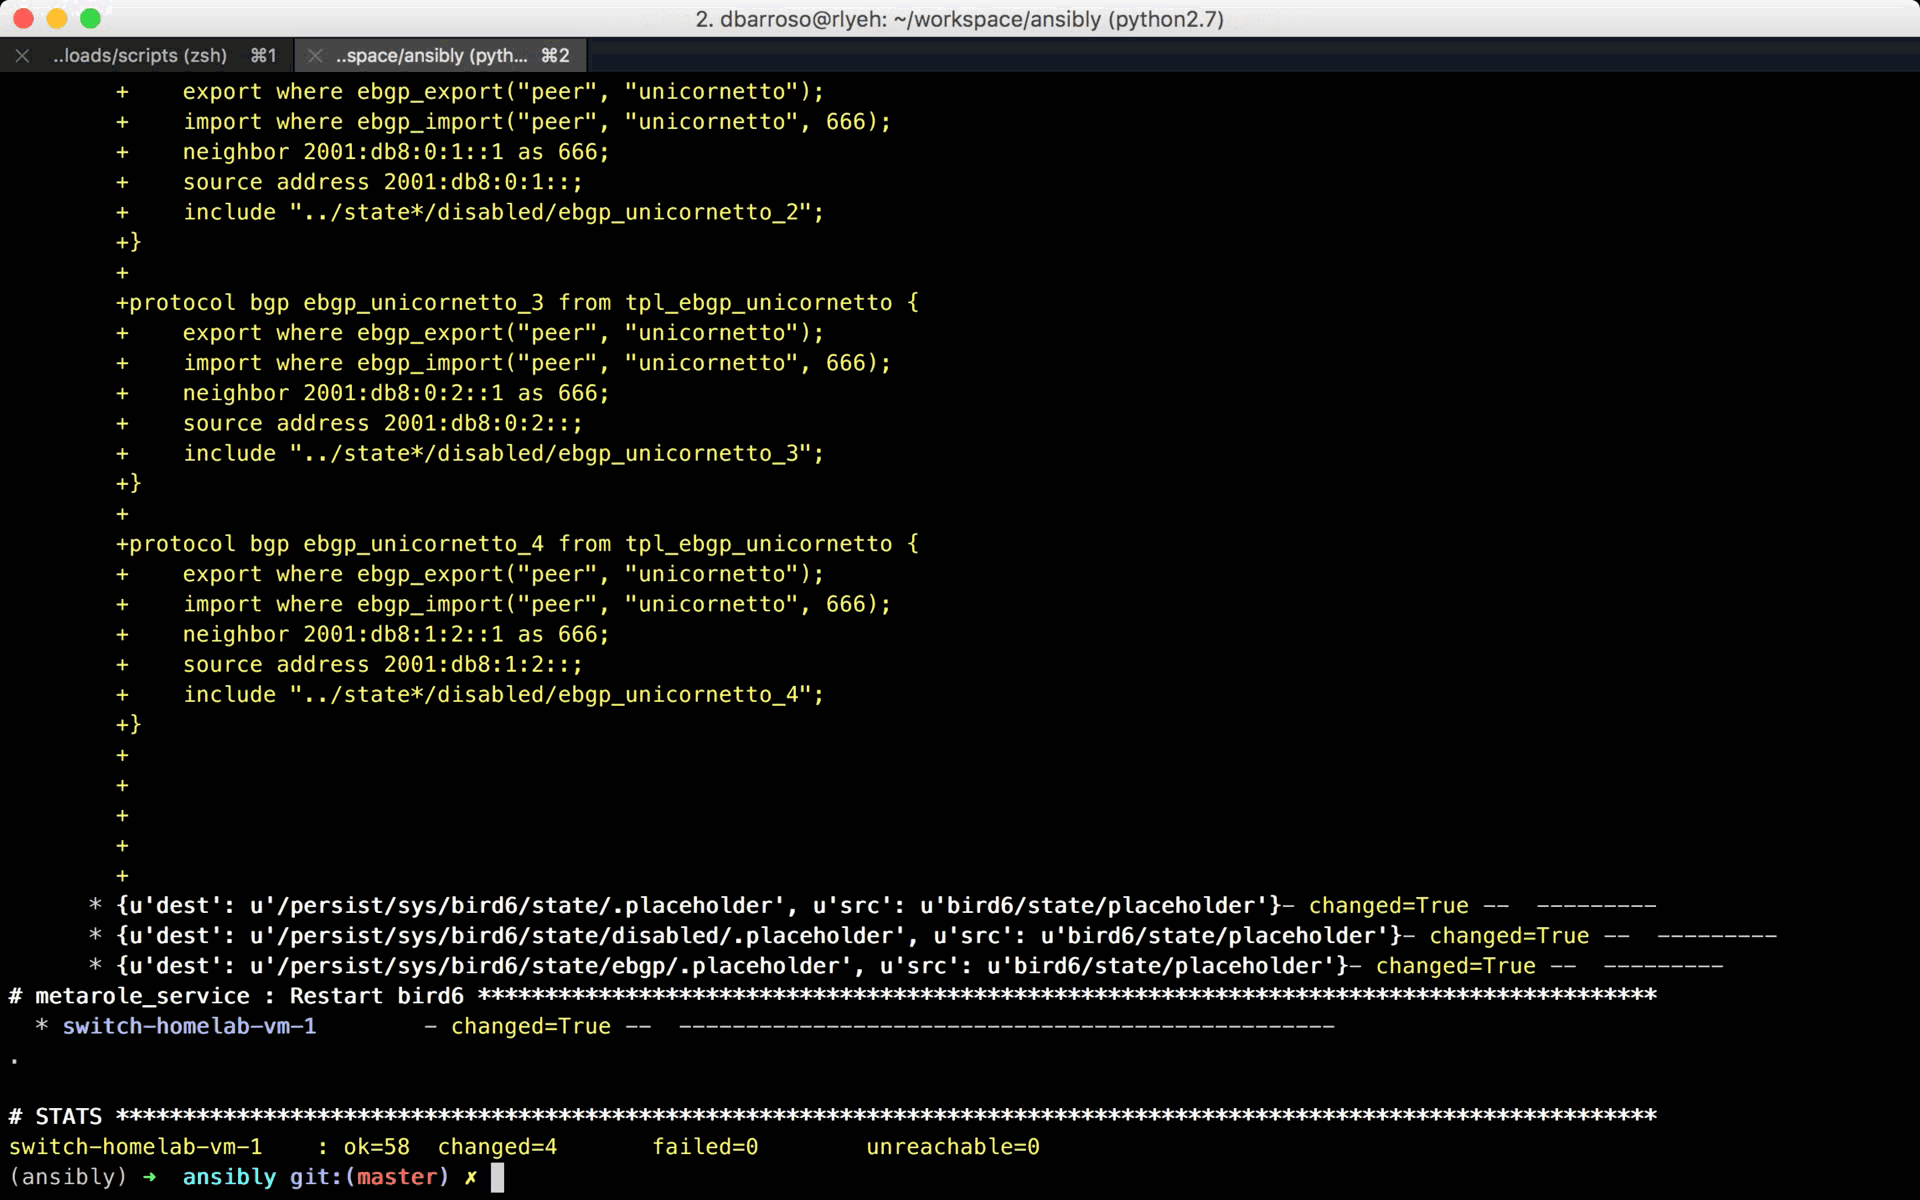 2. dbarroso@rlyeh: ~/workspace/ansibly (python2.7)
..loads/scripts (zsh) ⌘1 ..space/ansibly (pyth... ⌘2
+    export where ebgp_export("peer", "unicornetto");
+    import where ebgp_import("peer", "unicornetto", 666);
+    neighbor 2001:db8:0:1::1 as 666;
+    source address 2001:db8:0:1::;
+    include "../state*/disabled/ebgp_unicornetto_2";
+}
+
+protocol bgp ebgp_unicornetto_3 from tpl_ebgp_unicornetto {
+    export where ebgp_export("peer", "unicornetto");
+    import where ebgp_import("peer", "unicornetto", 666);
+    neighbor 2001:db8:0:2::1 as 666;
+    source address 2001:db8:0:2::;
+    include "../state*/disabled/ebgp_unicornetto_3";
+}
+
+protocol bgp ebgp_unicornetto_4 from tpl_ebgp_unicornetto {
+    export where ebgp_export("peer", "unicornetto");
+    import where ebgp_import("peer", "unicornetto", 666);
+    neighbor 2001:db8:1:2::1 as 666;
+    source address 2001:db8:1:2::;
+    include "../state*/disabled/ebgp_unicornetto_4";
+}
+
+
+
+
+
* {u'dest': u'/persist/sys/bird6/state/.placeholder', u'src': u'bird6/state/placeholder'}- changed=True -- ---------
* {u'dest': u'/persist/sys/bird6/state/disabled/.placeholder', u'src': u'bird6/state/placeholder'}- changed=True -- ---------
* {u'dest': u'/persist/sys/bird6/state/ebgp/.placeholder', u'src': u'bird6/state/placeholder'}- changed=True -- ---------
# metarole_service : Restart bird6 ****************************************************************************************
* switch-homelab-vm-1 - changed=True -- -------------------------------------------------
.
# STATS *******************************************************************************************************************
switch-homelab-vm-1 : ok=58 changed=4 failed=0 unreachable=0
(ansibly) ➜ ansibly git:(master) ✗